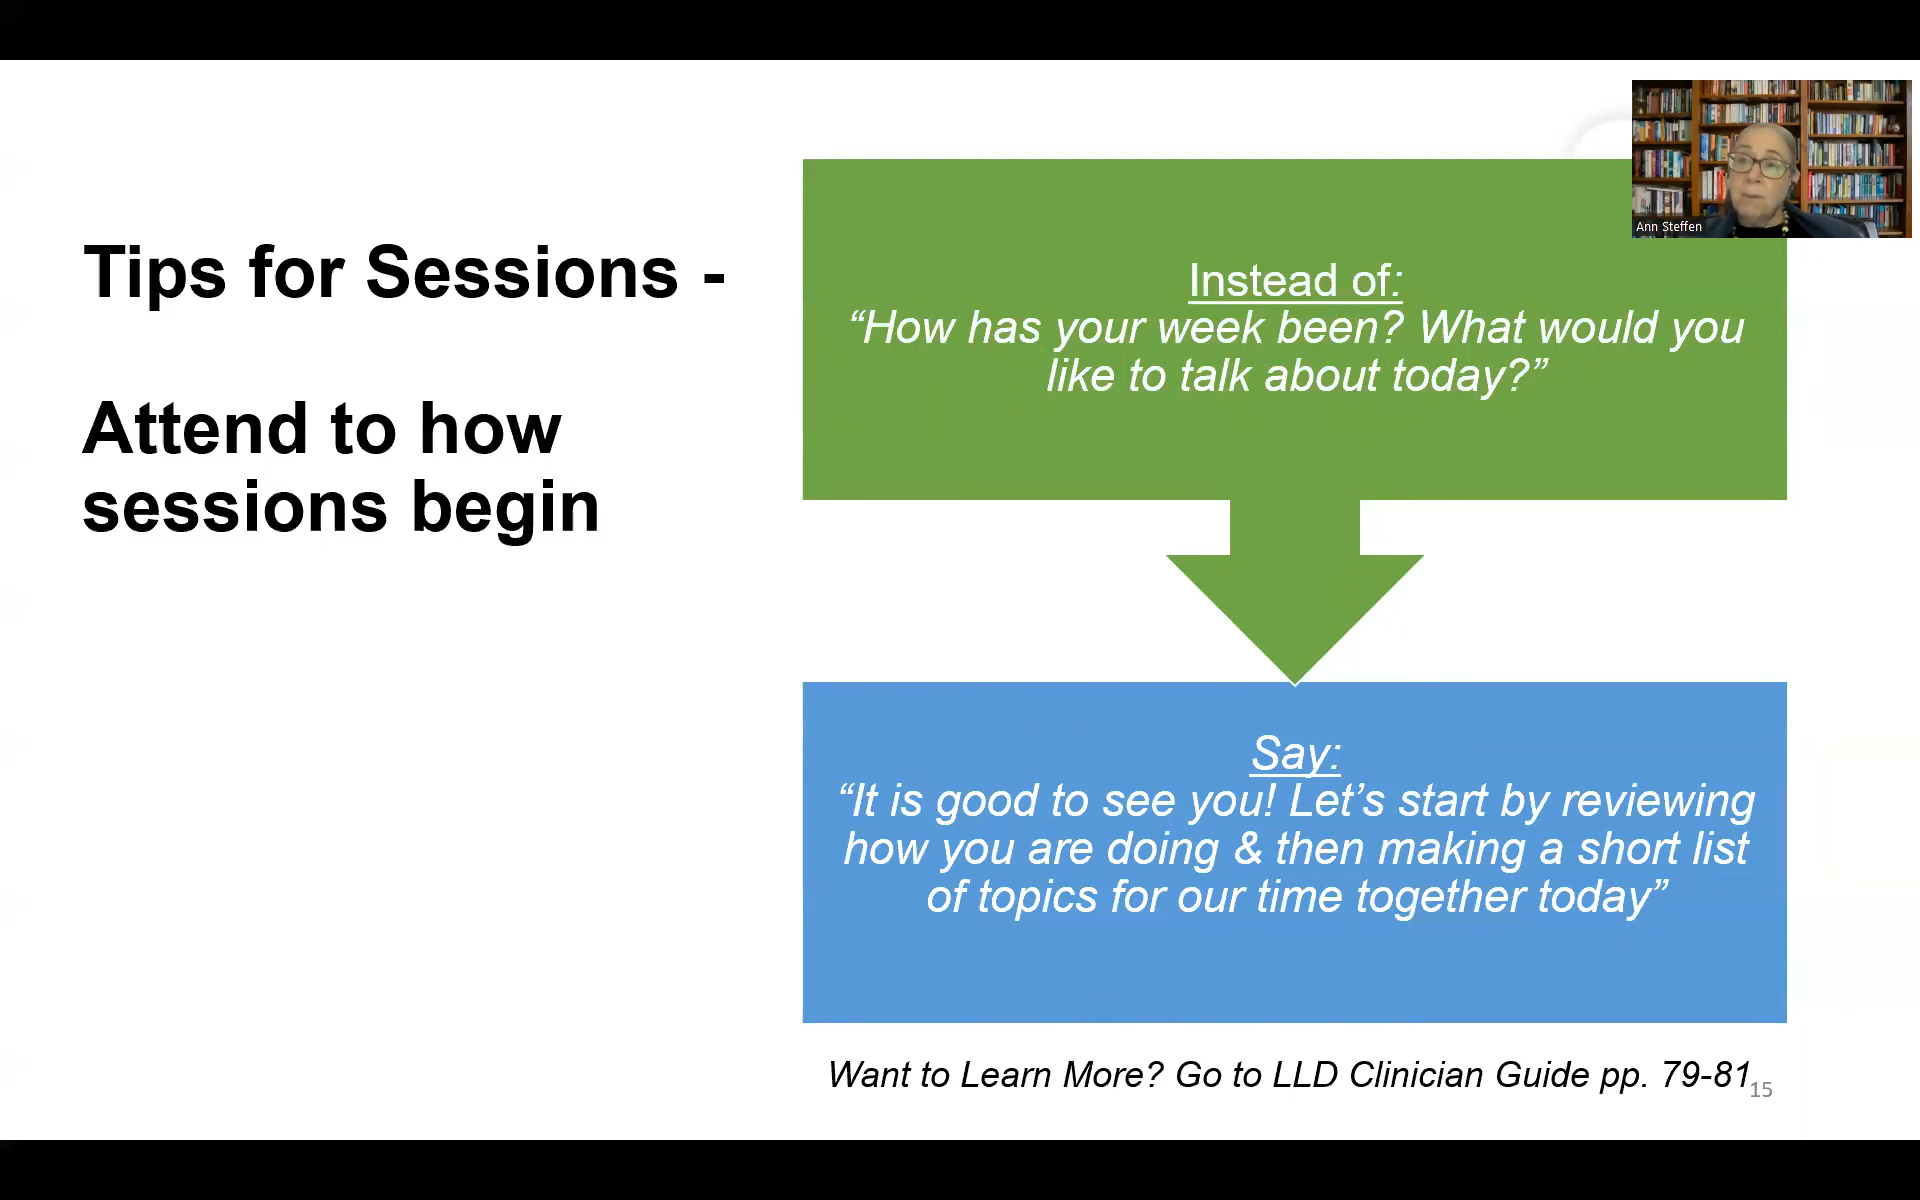 Tips for Sessions -
Attend to how
sessions begin
Instead of:
“How has your week been? What would you
like to talk about today?”
Say:
“It is good to see you! Let’s start by reviewing
how you are doing & then making a short list
of topics for our time together today”
Want to Learn More? Go to LLD Clinician Guide pp. 79-81
15
Ann Steffen